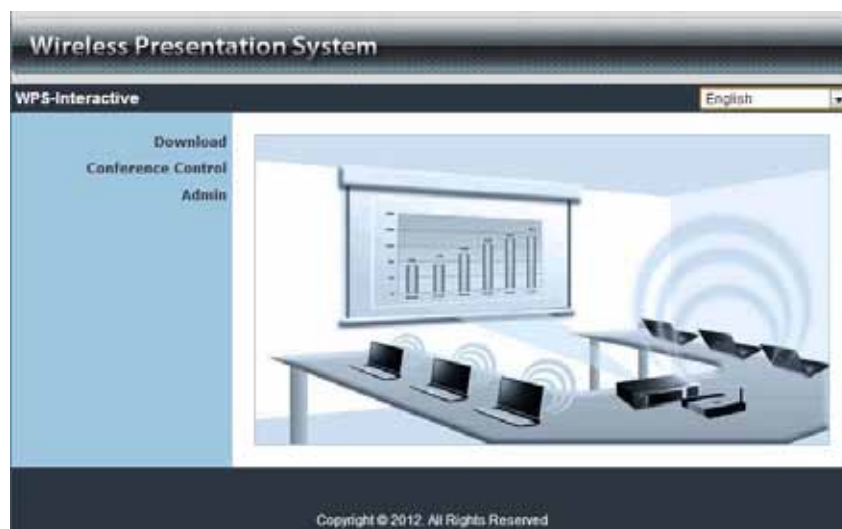 Wireless Presentation System
WPS-Interactive
English
Download
Conference Control
Admin
Copyright © 2012. All Rights Reserved